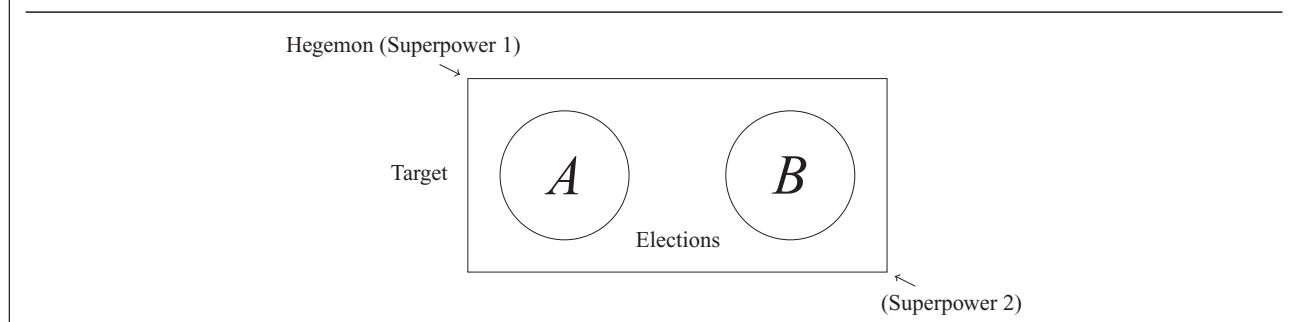 Hegemon (Superpower 1)
Target
A
B
Elections
(Superpower 2)